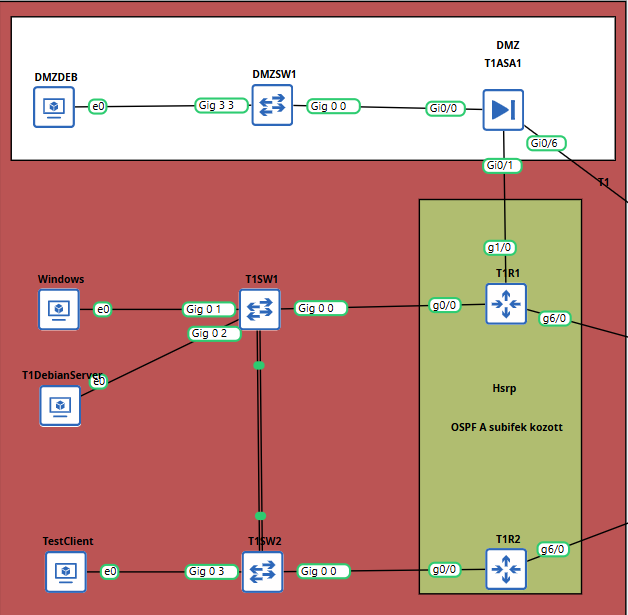 DMZ
T1ASA1
DMZSW1
DMZDEB
e0
Gig 3 3
Gig 0 0
Gi0/0
Gi0/6
Gi0/1
T1
g1/0
T1R1
Windows
T1SW1
e0
Gig 0 1
Gig 0 0
g0/0
g6/0
Gig 0 2
T1DebianServer
e0
Hsrp
OSPF A subifek kozott
TestClient
T1SW2
T1R2
g6/0
e0
Gig 0 3
Gig 0 0
g0/0